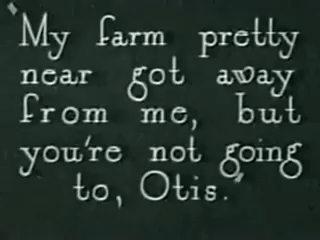 "My farm pretty
near got away
from me, but
you're not going
to, Otis."